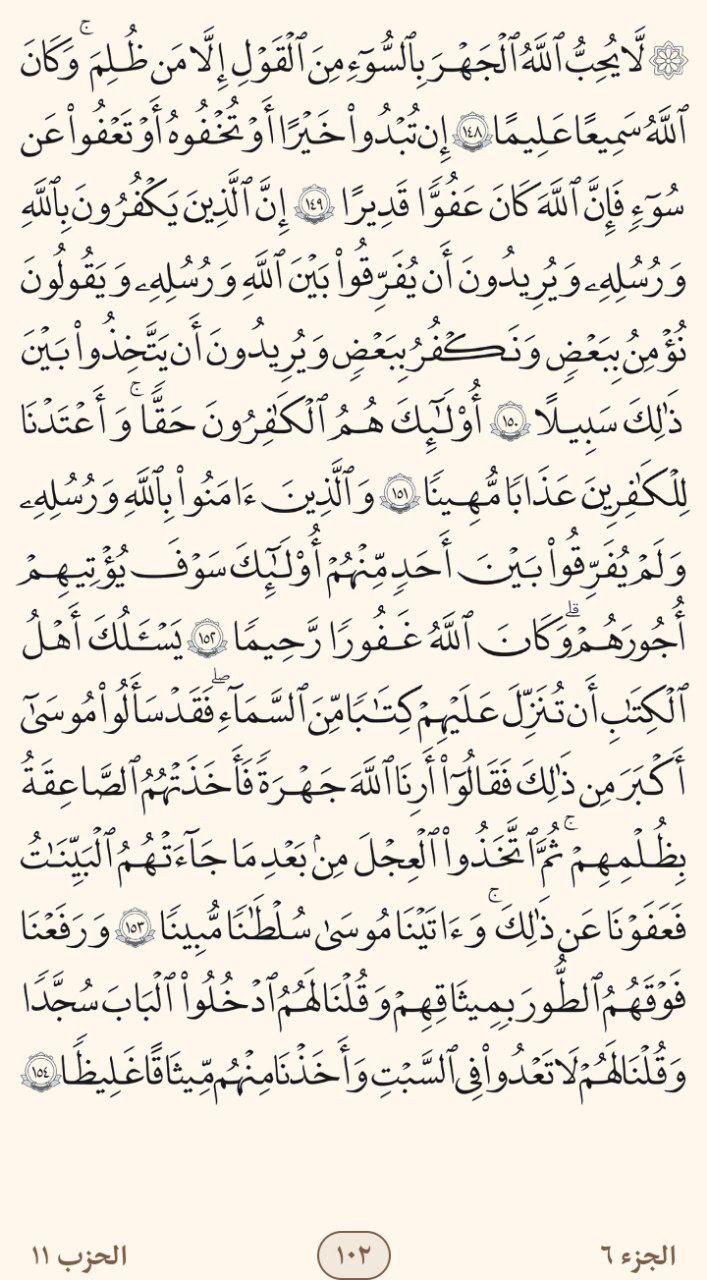 ۞ لَّا يُحِبُّ ٱللَّهُ ٱلْجَهْرَ بِٱلسُّوٓءِ مِنَ ٱلْقَوْلِ إِلَّا مَن ظُلِمَ ۚ وَكَانَ
ٱللَّهُ سَمِيعًا عَلِيمًا ١٤٨ إِن تُبْدُوا۟ خَيْرًا أَوْ تُخْفُوهُ أَوْ تَعْفُوا۟ عَن
سُوٓءٍ فَإِنَّ ٱللَّهَ كَانَ عَفُوًّا قَدِيرًا ١٤٩ إِنَّ ٱلَّذِينَ يَكْفُرُونَ بِٱللَّهِ
وَرُسُلِهِۦ وَيُرِيدُونَ أَن يُفَرِّقُوا۟ بَيْنَ ٱللَّهِ وَرُسُلِهِۦ وَيَقُولُونَ
نُؤْمِنُ بِبَعْضٍ وَنَكْفُرُ بِبَعْضٍ وَيُرِيدُونَ أَن يَتَّخِذُوا۟ بَيْنَ
ذَٰلِكَ سَبِيلًا ١٥٠ أُو۟لَـٰٓئِكَ هُمُ ٱلْكَـٰفِرُونَ حَقًّا ۚ وَأَعْتَدْنَا
لِلْكَـٰفِرِينَ عَذَابًا مُّهِينًا ١٥١ وَٱلَّذِينَ ءَامَنُوا۟ بِٱللَّهِ وَرُسُلِهِۦ
وَلَمْ يُفَرِّقُوا۟ بَيْنَ أَحَدٍ مِّنْهُمْ أُو۟لَـٰٓئِكَ سَوْفَ يُؤْتِيهِمْ
أُجُورَهُمْ ۗ وَكَانَ ٱللَّهُ غَفُورًا رَّحِيمًا ١٥٢ يَسْـَٔلُكَ أَهْلُ
ٱلْكِتَـٰبِ أَن تُنَزِّلَ عَلَيْهِمْ كِتَـٰبًا مِّنَ ٱلسَّمَآءِ ۖ فَقَدْ سَأَلُوا۟ مُوسَىٰٓ
أَكْبَرَ مِن ذَٰلِكَ فَقَالُوٓا۟ أَرِنَا ٱللَّهَ جَهْرَةً فَأَخَذَتْهُمُ ٱلصَّـٰعِقَةُ
بِظُلْمِهِمْ ۚ ثُمَّ ٱتَّخَذُوا۟ ٱلْعِجْلَ مِنۢ بَعْدِ مَا جَآءَتْهُمُ ٱلْبَيِّنَـٰتُ
فَعَفَوْنَا عَن ذَٰلِكَ ۚ وَءَاتَيْنَا مُوسَىٰ سُلْطَـٰنًا مُّبِينًا ١٥٣ وَرَفَعْنَا
فَوْقَهُمُ ٱلطُّورَ بِمِيثَـٰقِهِمْ وَقُلْنَا لَهُمُ ٱدْخُلُوا۟ ٱلْبَابَ سُجَّدًا
وَقُلْنَا لَهُمْ لَا تَعْدُوا۟ فِى ٱلسَّبْتِ وَأَخَذْنَا مِنْهُم مِّيثَـٰقًا غَلِيظًا ١٥٤
الجزء ٦ ١٠٢ الحزب ١١